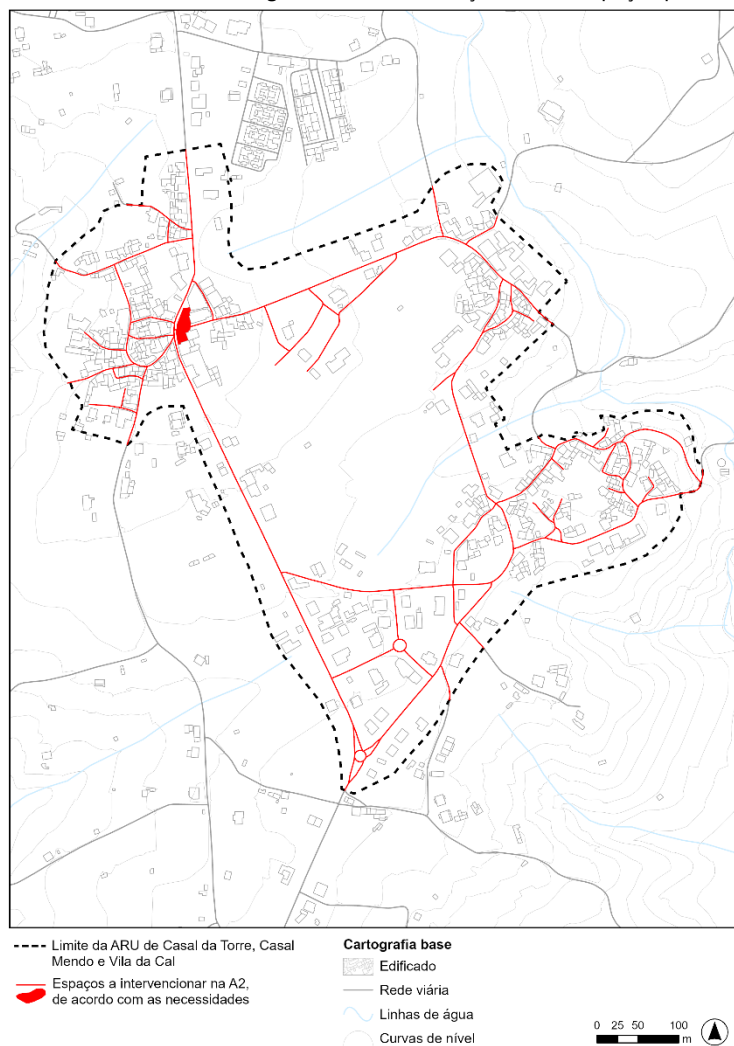 Limite da ARU de Casal da Torre, Casal
Mendo e Vila da Cal
Espaços a intervencionar na A2,
de acordo com as necessidades
Cartografia base
Edificado
Rede viária
Linhas de água
Curvas de nível
0 25 50 100
m